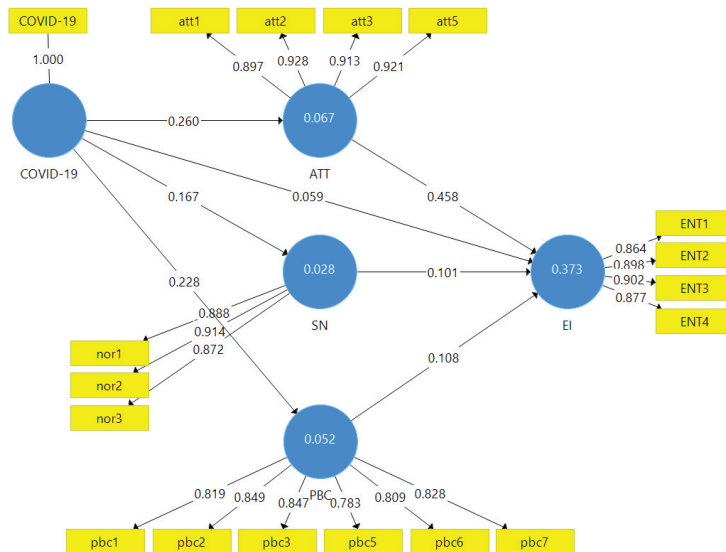 COVID-19
att1
att2
att3
att5
1.000
0.897
0.928
0.913
0.921
0.260
0.067
COVID-19
ATT
0.167
0.059
0.458
0.228
0.028
SN
0.101
0.373
EI
0.864
0.898
0.902
0.877
ENT1
ENT2
ENT3
ENT4
0.888
0.914
0.872
nor1
nor2
nor3
0.108
0.052
PBC
0.819
0.849
0.847
0.783
0.809
0.828
pbc1
pbc2
pbc3
pbc5
pbc6
pbc7